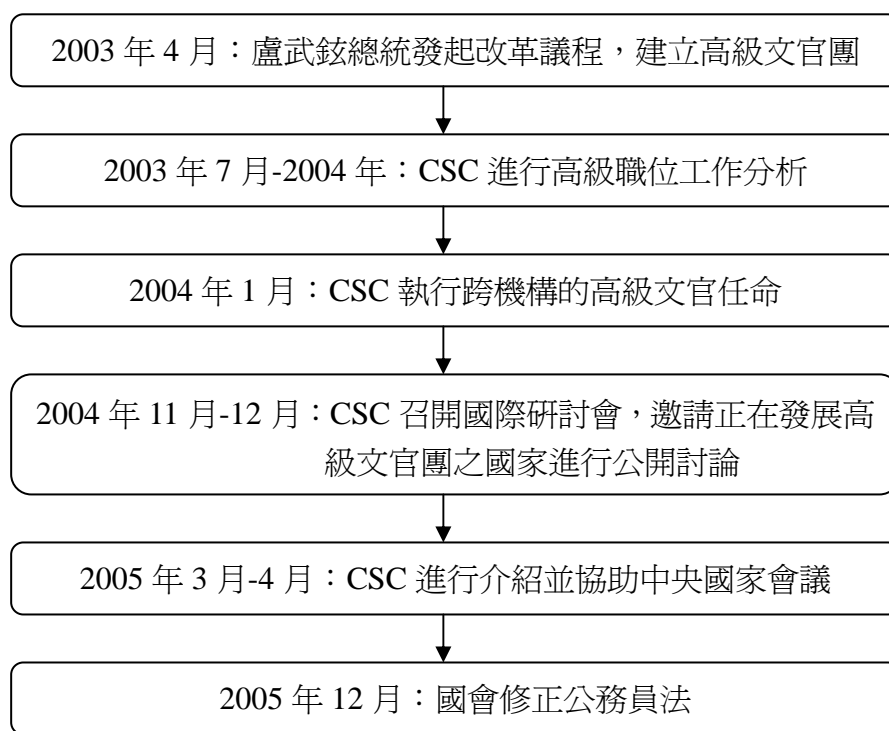 2003 年 4 月：盧武鉉總統發起改革議程，建立高級文官團
2003 年 7 月-2004 年：CSC 進行高級職位工作分析
2004 年 1 月：CSC 執行跨機構的高級文官任命
2004 年 11 月-12 月：CSC 召開國際研討會，邀請正在發展高
級文官團之國家進行公開討論
2005 年 3 月-4 月：CSC 進行介紹並協助中央國家會議
2005 年 12 月：國會修正公務員法